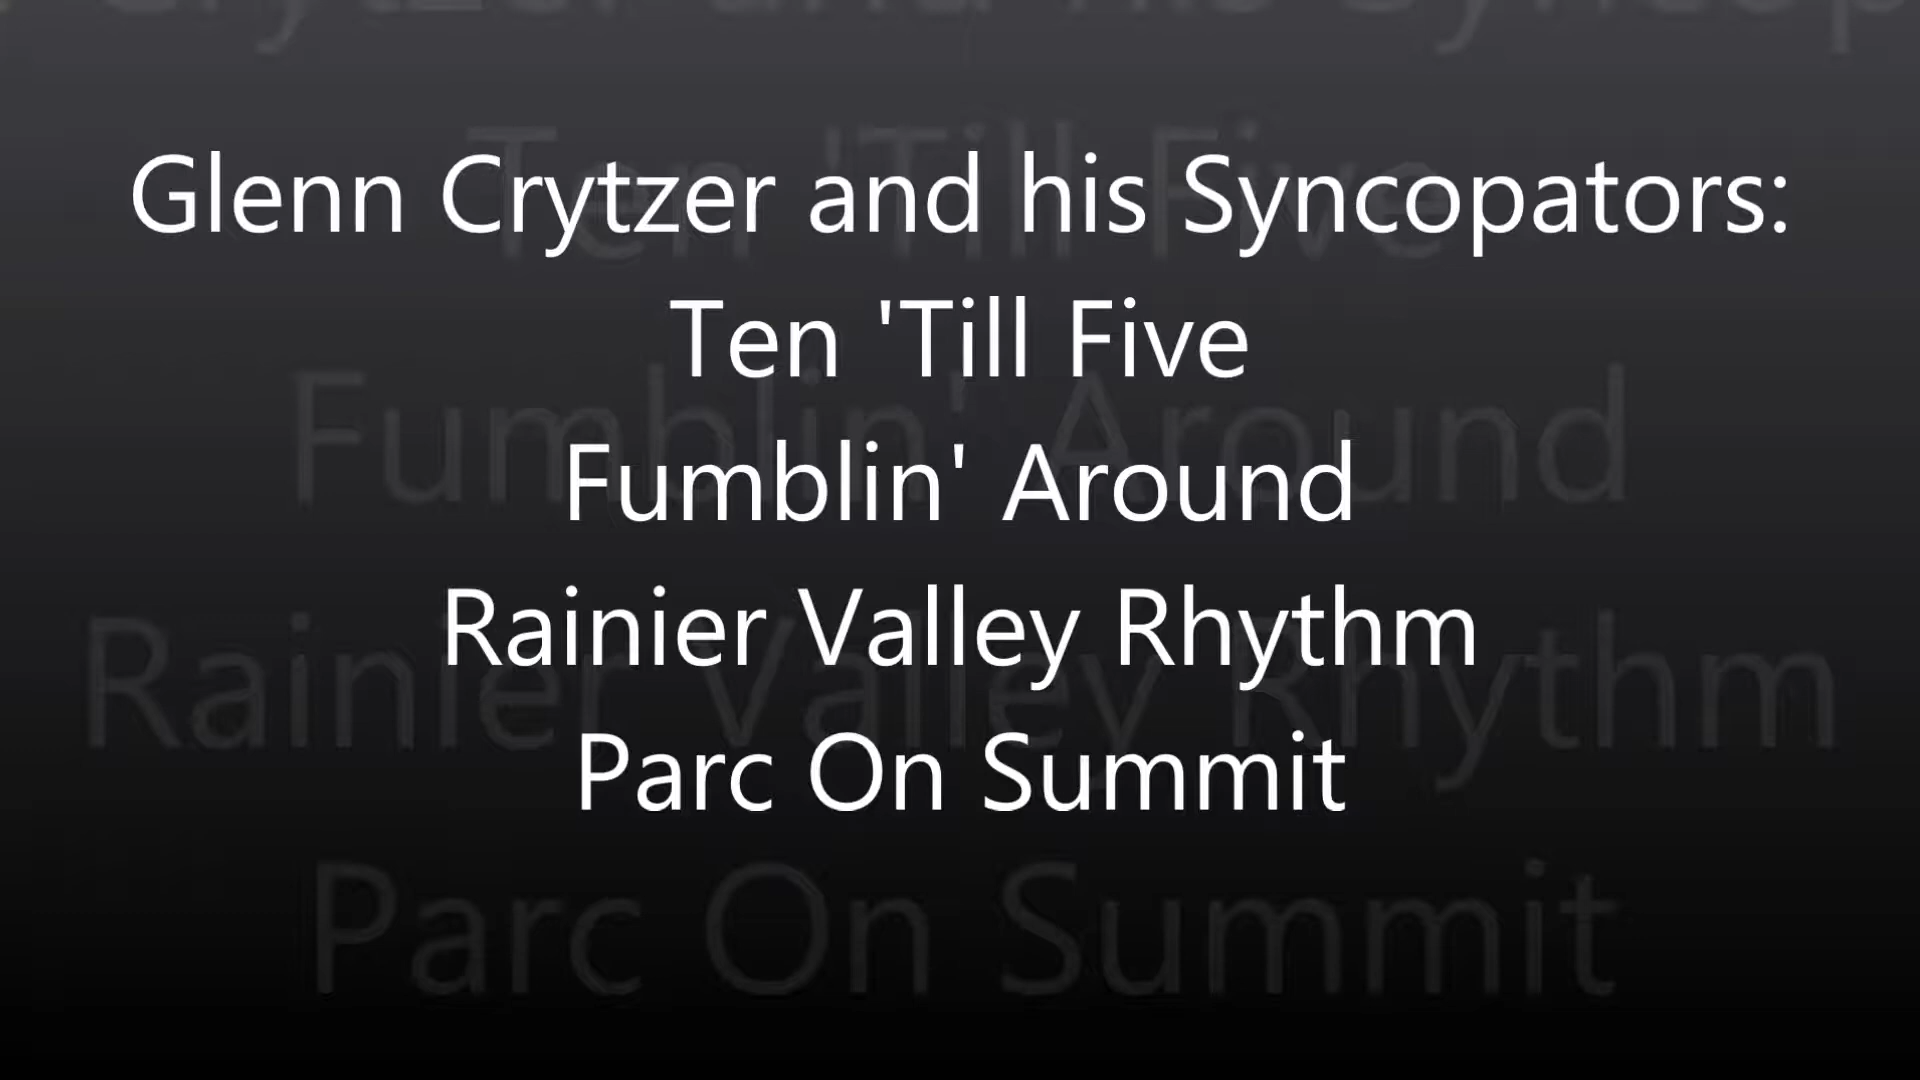 Glenn Crytzer and his Syncopators:
Ten 'Till Five
Fumblin' Around
Rainier Valley Rhythm
Parc On Summit